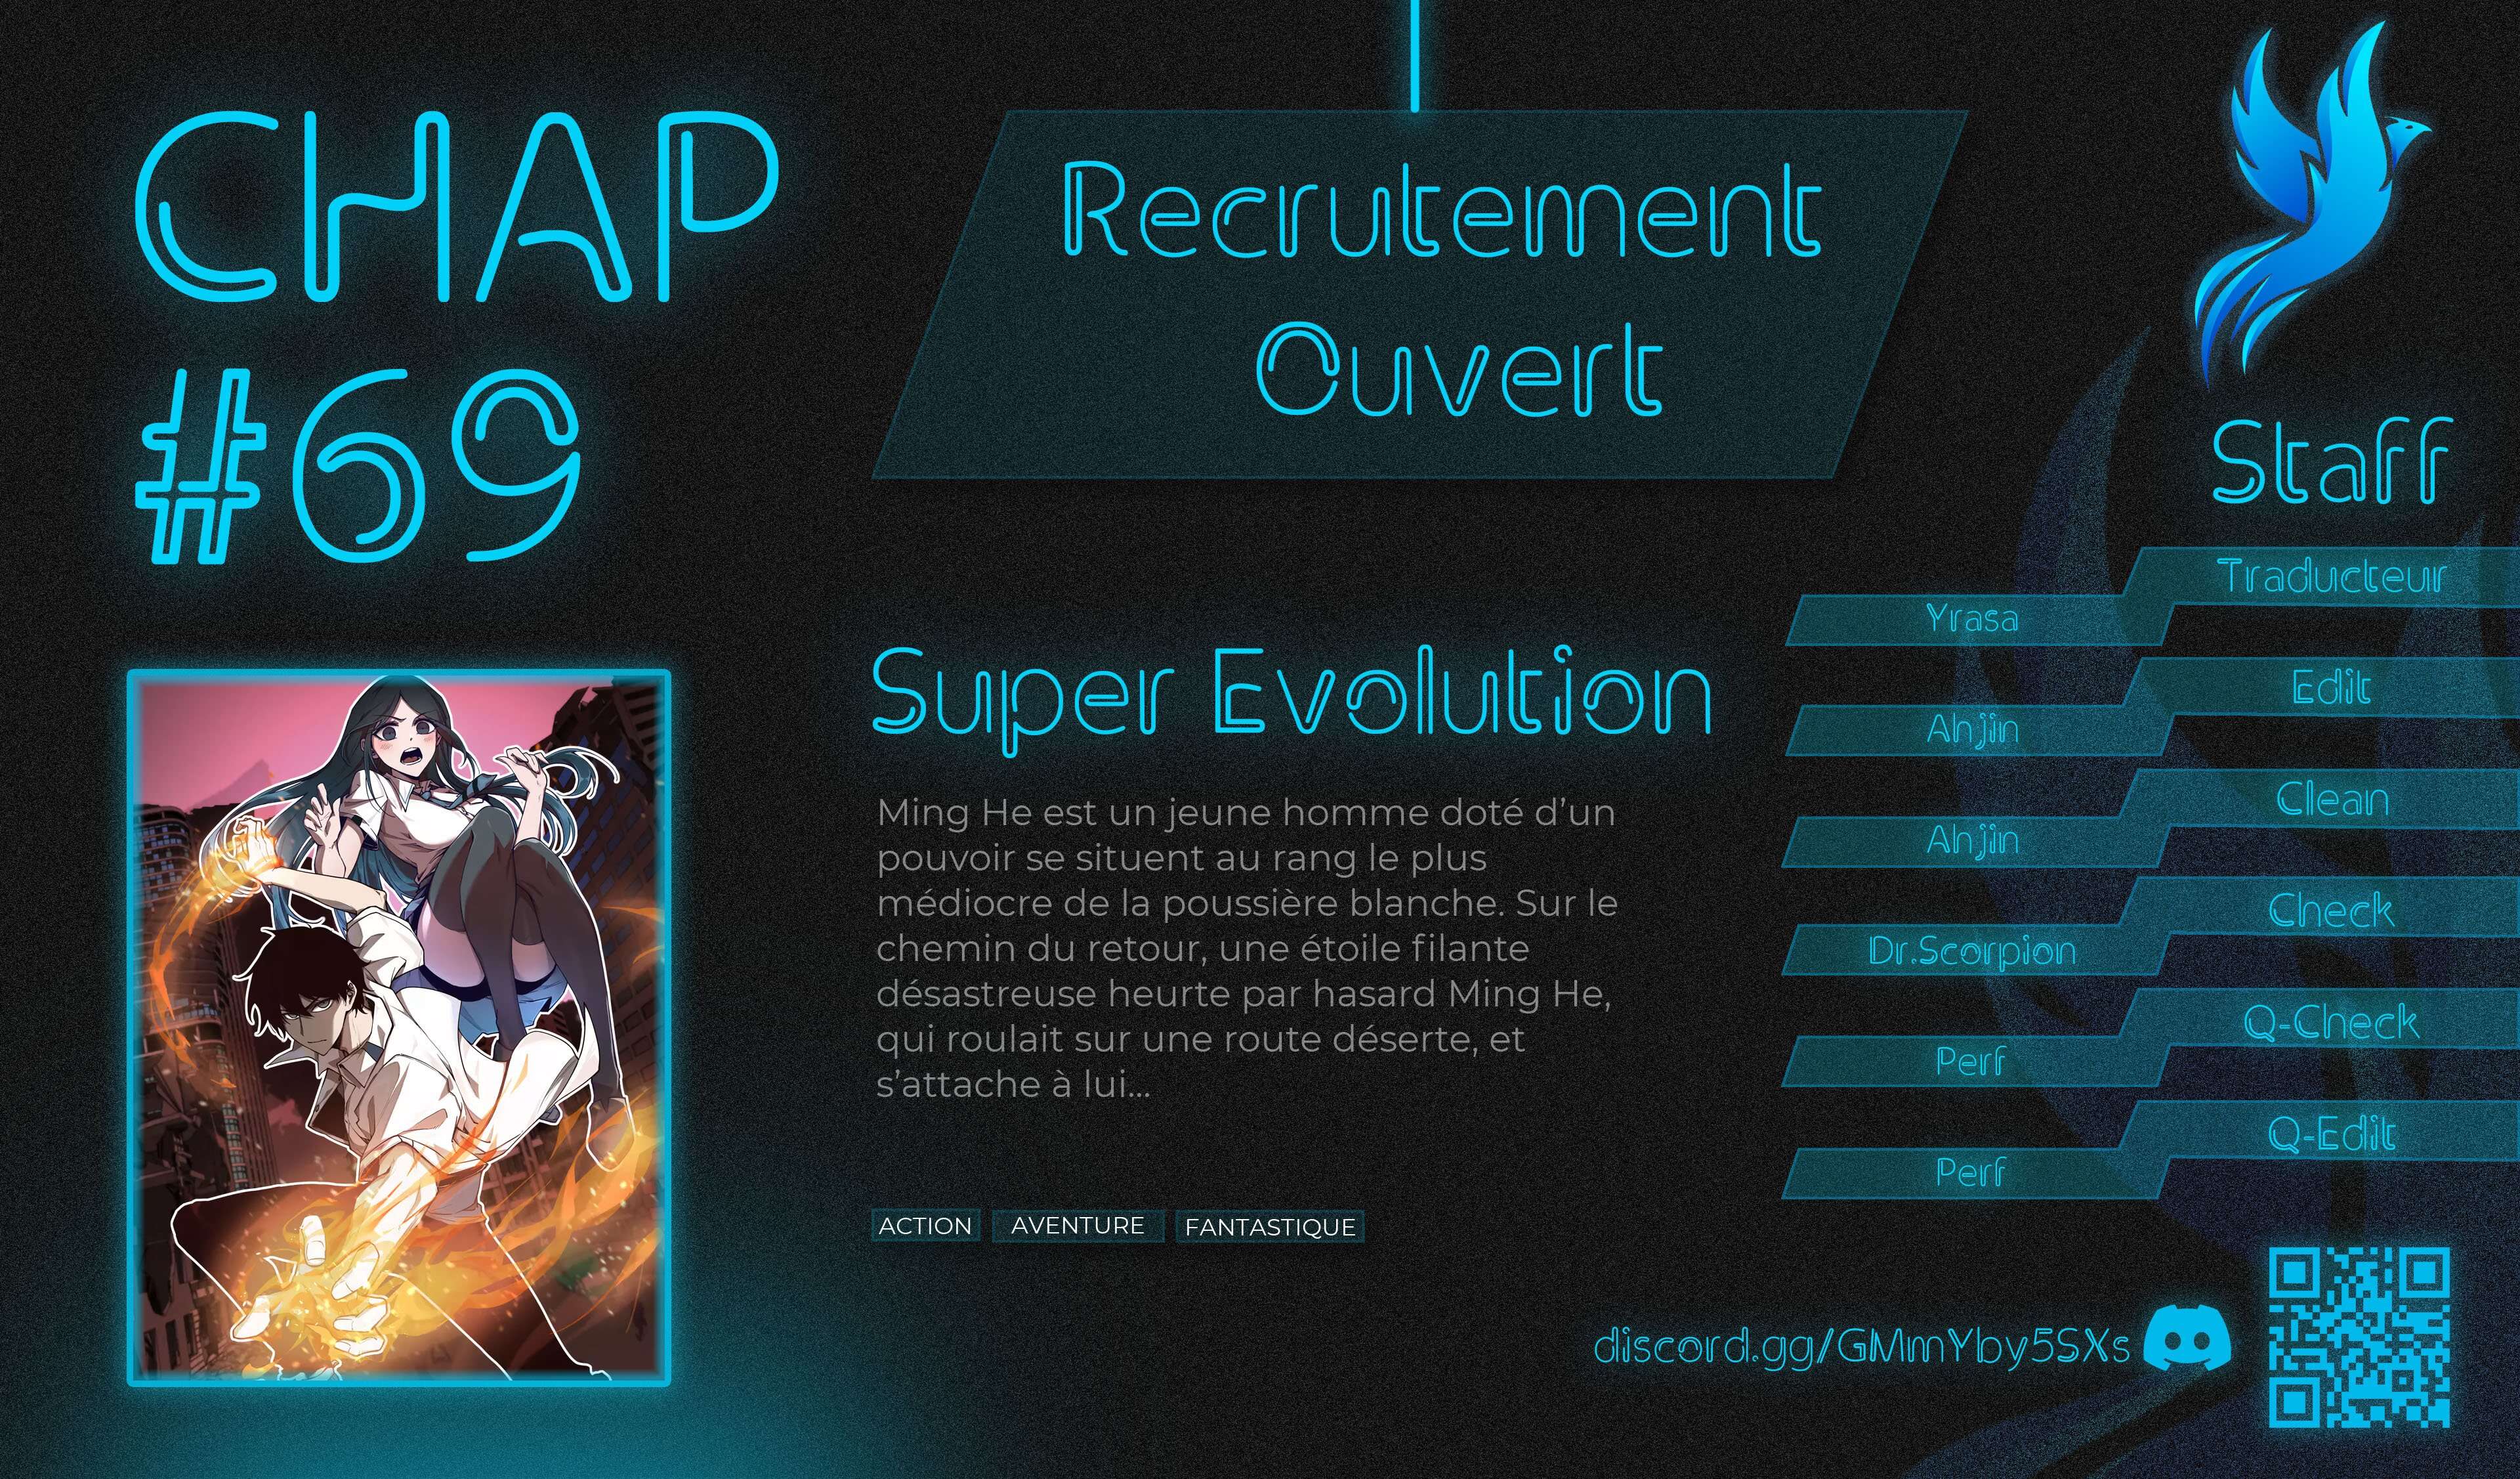 CHAP
#69
Recrutement
Ouvert
Super Evolution
Ming He est un jeune homme doté d’un
pouvoir se situent au rang le plus
médiocre de la poussière blanche. Sur le
chemin du retour, une étoile filante
désastreuse heurte par hasard Ming He,
qui roulait sur une route déserte, et
s’attache à lui...
ACTION AVENTURE FANTASTIQUE
Staff
Traducteur
Yrasa
Edit
Ahjin
Clean
Ahjin
Check
Dr.Scorpion
Q-Check
Perf
Q-Edit
Perf
discord.gg/GMmYby5SXs